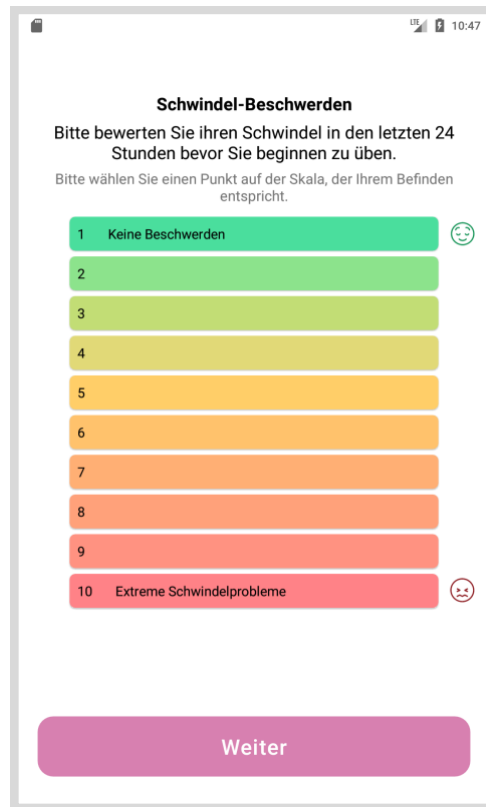 LTE 10:47
Schwindel-Beschwerden
Bitte bewerten Sie ihren Schwindel in den letzten 24
Stunden bevor Sie beginnen zu üben.
Bitte wählen Sie einen Punkt auf der Skala, der Ihrem Befinden
entspricht.
1 Keine Beschwerden
2
3
4
5
6
7
8
9
10 Extreme Schwindelprobleme
Weiter